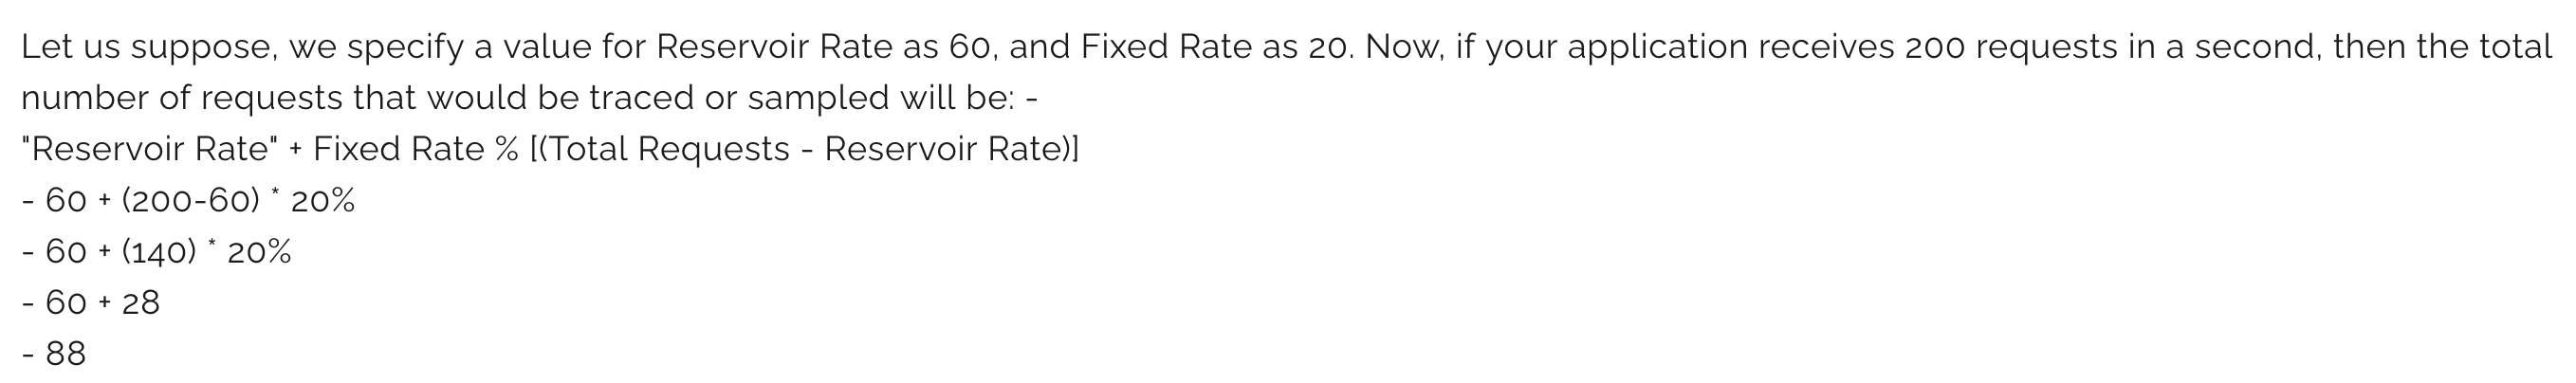 Let us suppose, we specify a value for Reservoir Rate as 60, and Fixed Rate as 20. Now, if your application receives 200 requests in a second, then the total
number of requests that would be traced or sampled will be: -
"Reservoir Rate" + Fixed Rate % [(Total Requests - Reservoir Rate)]
- 60 + (200-60) * 20%
- 60 + (140) * 20%
- 60 + 28
- 88